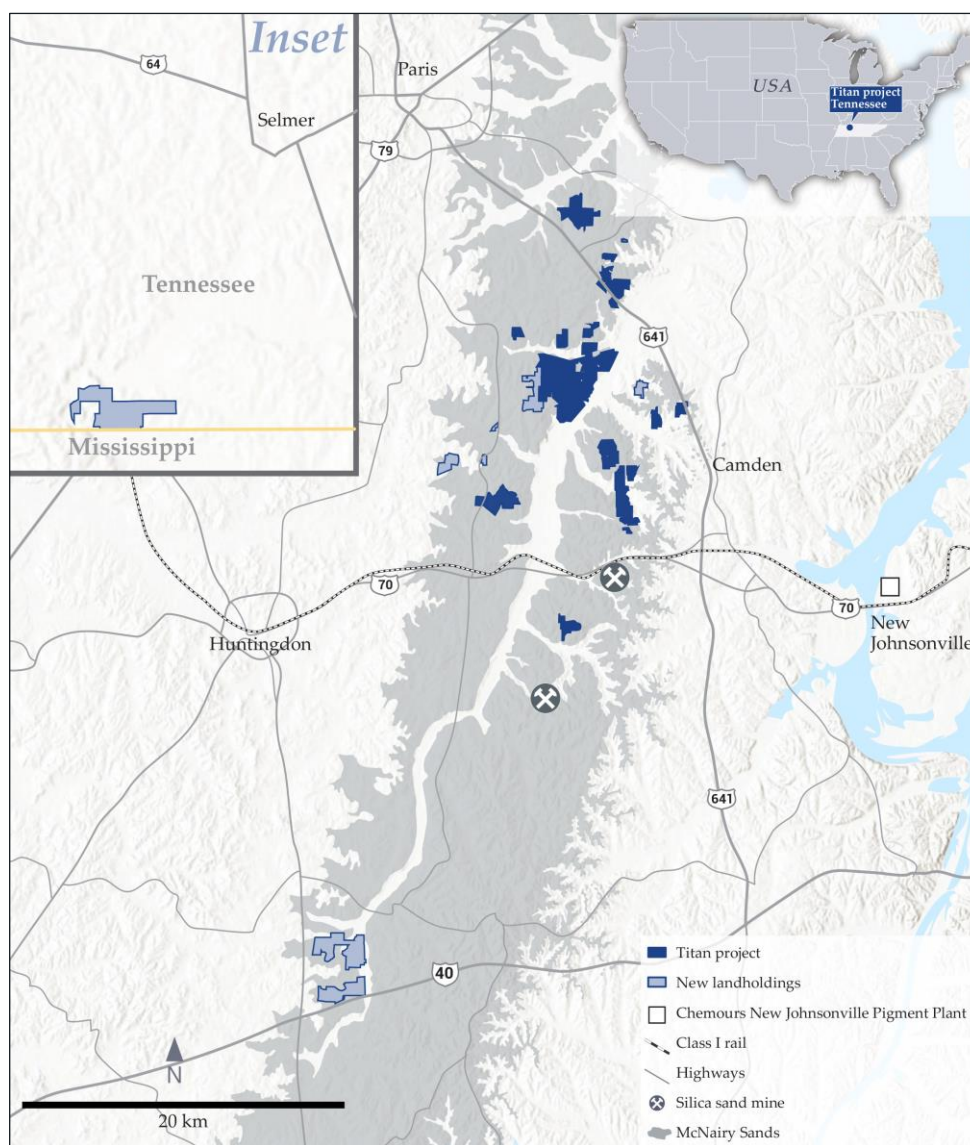 Inset
64
Selmer
Tennessee
Mississippi
Paris
79
USA
Titan project
Tennessee
641
Camden
70
70
Huntingdon
New
Johnsonville
641
40
N
20 km
Titan project
New landholdings
Chemours New Johnsonville Pigment Plant
Class I rail
Highways
Silica sand mine
McNairy Sands